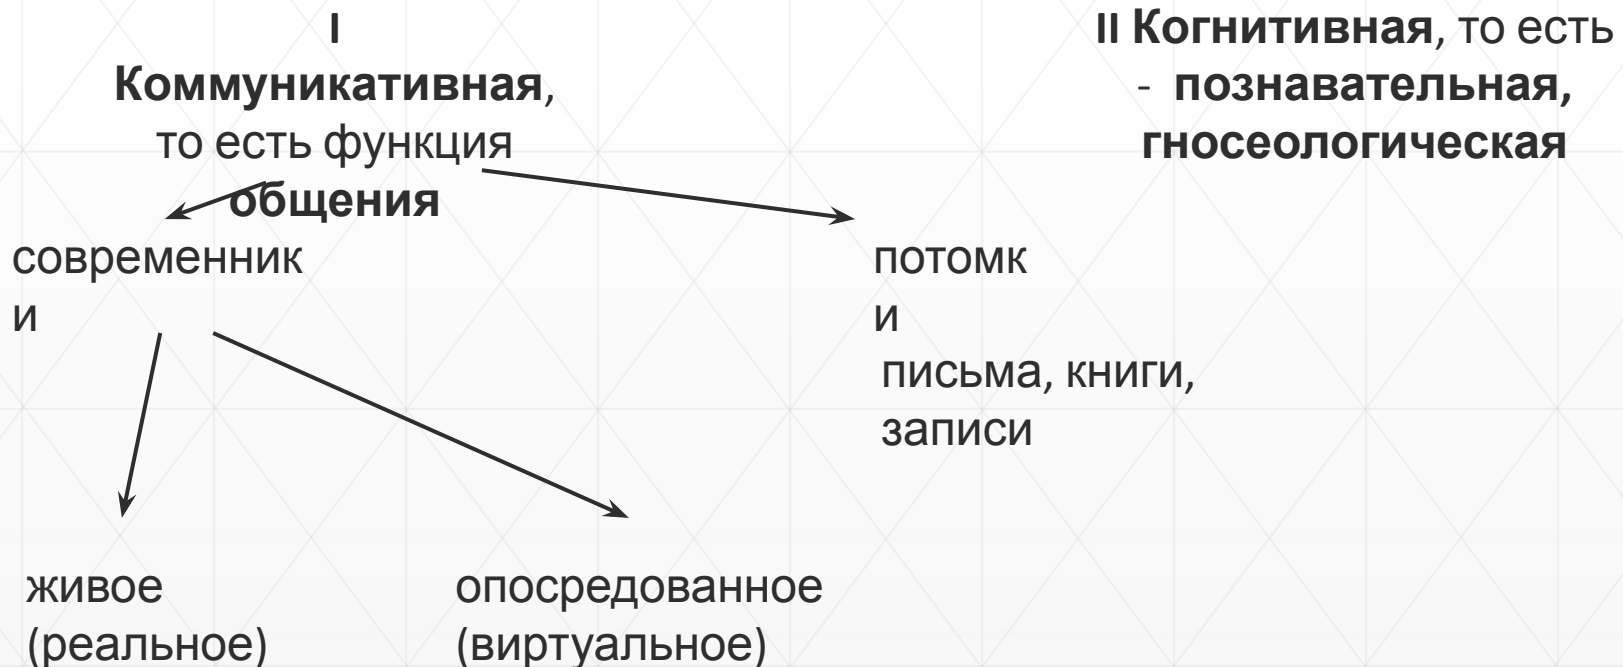 I
Коммуникативная,
то есть функция
общения
II Когнитивная, то есть
- познавательная,
гносеологическая
современник
и
потомк
и
письма, книги,
записи
живое
(реальное)
опосредованное
(виртуальное)